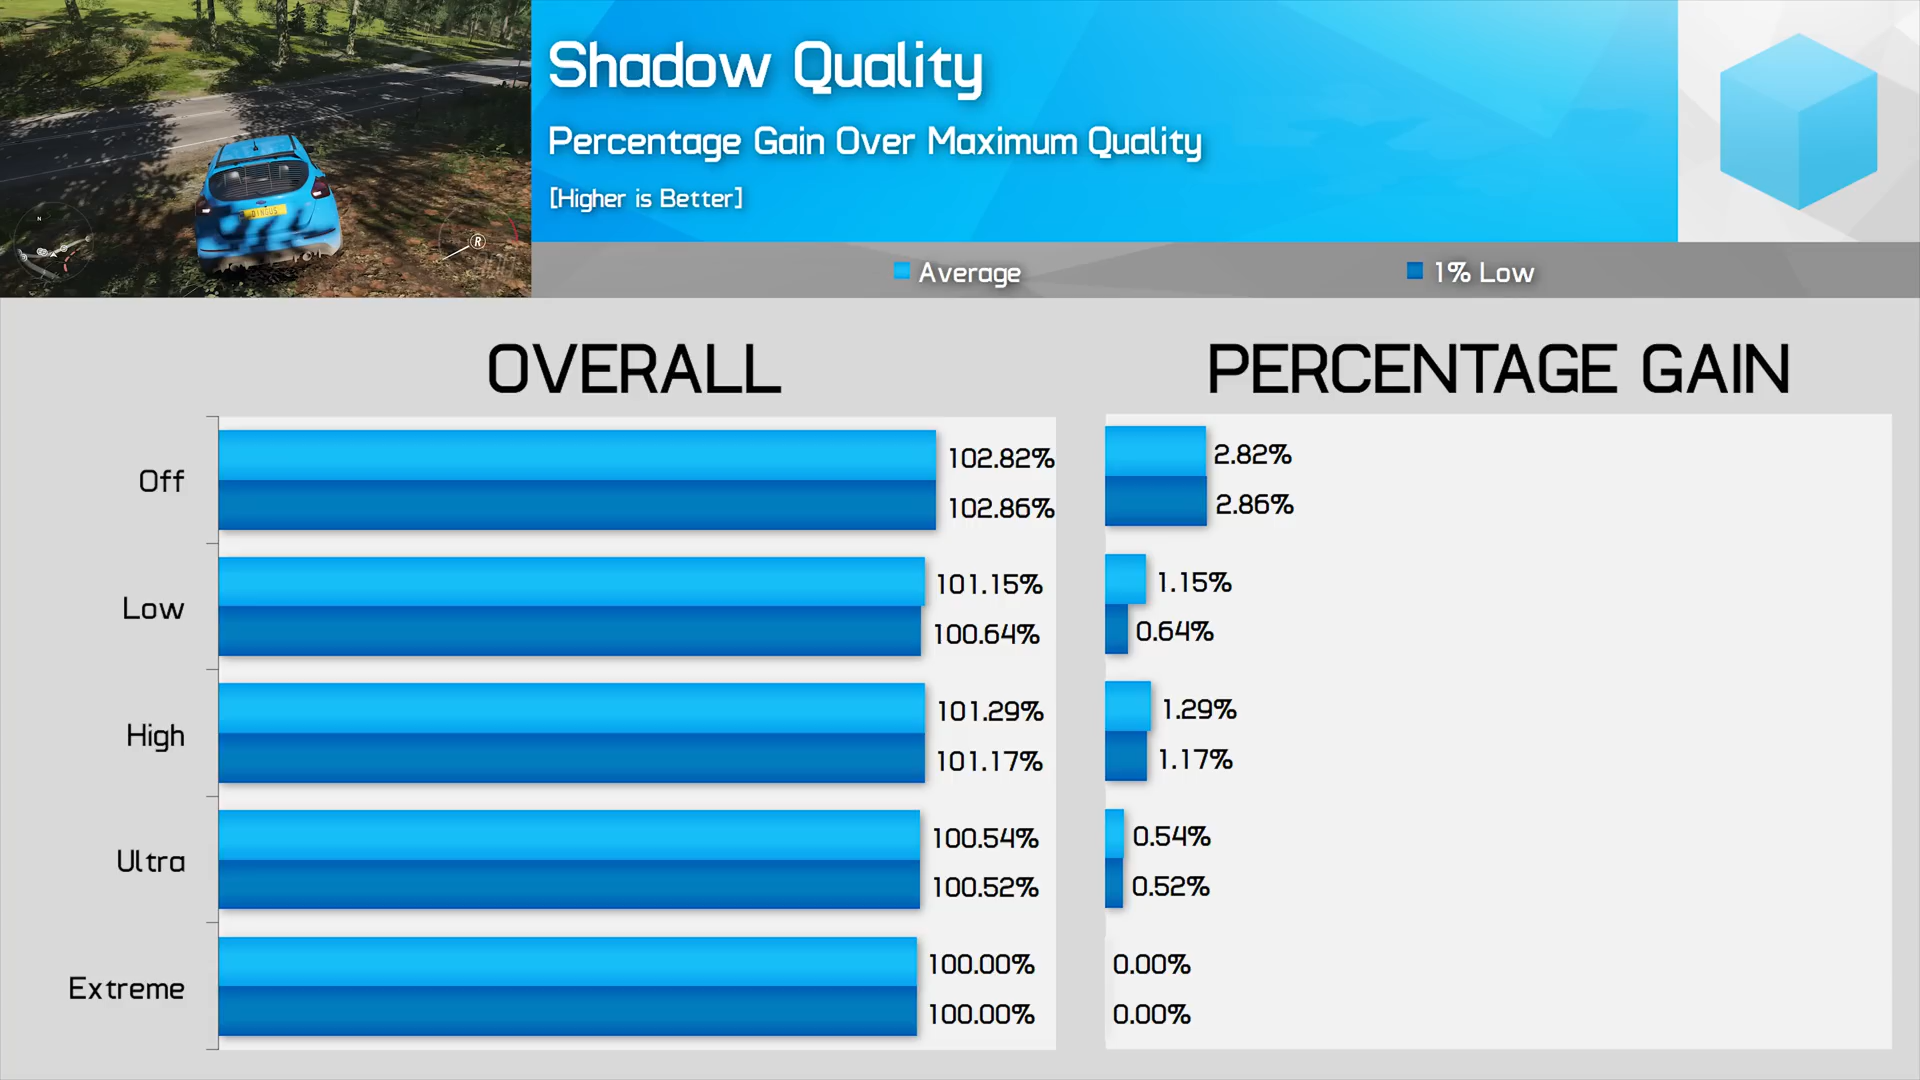 Shadow Quality
Percentage Gain Over Maximum Quality
[Higher is Better]
Average
1% Low
N
DINGUS
R
OVERALL
PERCENTAGE GAIN
Off
102.82%
102.86%
2.82%
2.86%
Low
101.15%
100.64%
1.15%
0.64%
High
101.29%
101.17%
1.29%
1.17%
Ultra
100.54%
100.52%
0.54%
0.52%
Extreme
100.00%
100.00%
0.00%
0.00%